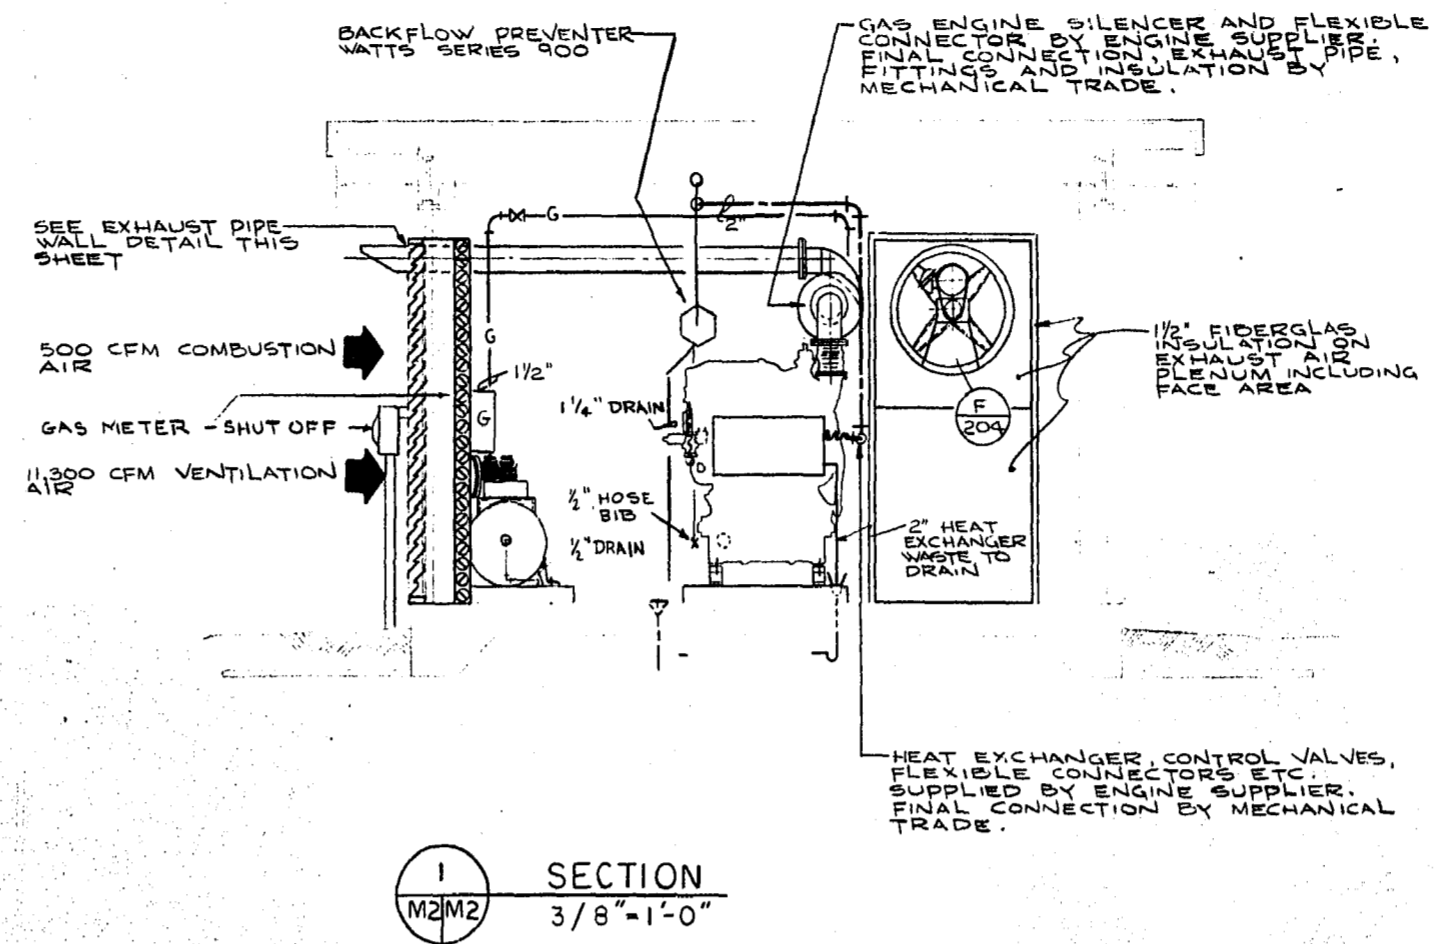 BACKFLOW PREVENTER
WATTS SERIES 900
GAS ENGINE SILENCER AND FLEXIBLE
CONNECTOR BY ENGINE SUPPLIER.
FINAL CONNECTION, EXHAUST PIPE,
FITTINGS AND INSULATION BY
MECHANICAL TRADE.
SEE EXHAUST PIPE
WALL DETAIL THIS
SHEET
G
2"
500 CFM COMBUSTION
AIR
G
1½"
G
GAS METER - SHUT OFF
11,300 CFM VENTILATION
AIR
1¼" DRAIN
D
½" HOSE
BIB
½" DRAIN
1½" FIBERGLAS
INSULATION ON
EXHAUST AIR
PLENUM INCLUDING
FACE AREA
F
204
2" HEAT
EXCHANGER
WASTE TO
DRAIN
HEAT EXCHANGER, CONTROL VALVES,
FLEXIBLE CONNECTORS ETC.
SUPPLIED BY ENGINE SUPPLIER.
FINAL CONNECTION BY MECHANICAL
TRADE.
1
M2 M2
SECTION
3/8"=1'-0"